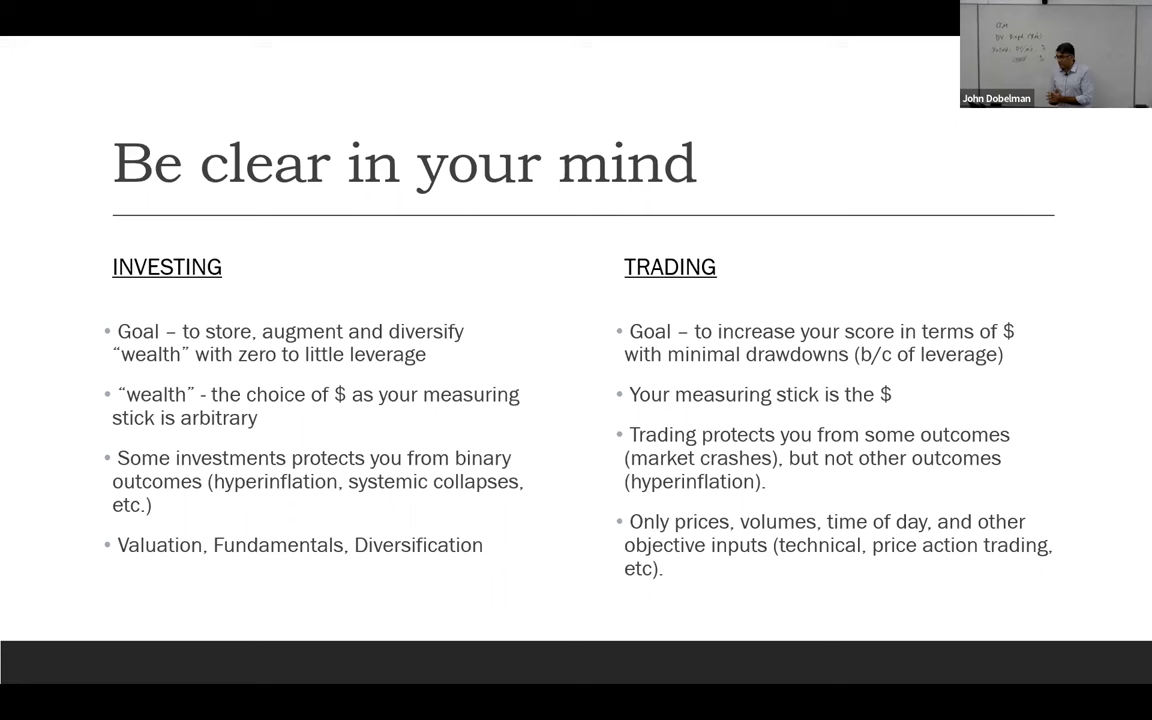 John Dobelman
Be clear in your mind
INVESTING
• Goal – to store, augment and diversify
“wealth” with zero to little leverage
• “wealth” - the choice of $ as your measuring
stick is arbitrary
• Some investments protects you from binary
outcomes (hyperinflation, systemic collapses,
etc.)
• Valuation, Fundamentals, Diversification
TRADING
• Goal – to increase your score in terms of $
with minimal drawdowns (b/c of leverage)
• Your measuring stick is the $
• Trading protects you from some outcomes
(market crashes), but not other outcomes
(hyperinflation).
• Only prices, volumes, time of day, and other
objective inputs (technical, price action trading,
etc).